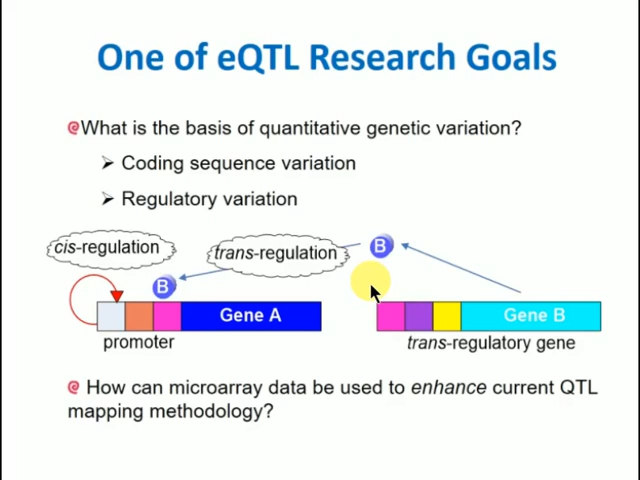 One of eQTL Research Goals
What is the basis of quantitative genetic variation?
Coding sequence variation
Regulatory variation
cis-regulation
trans-regulation
B
B
Gene A
Gene B
promoter
trans-regulatory gene
How can microarray data be used to enhance current QTL
mapping methodology?